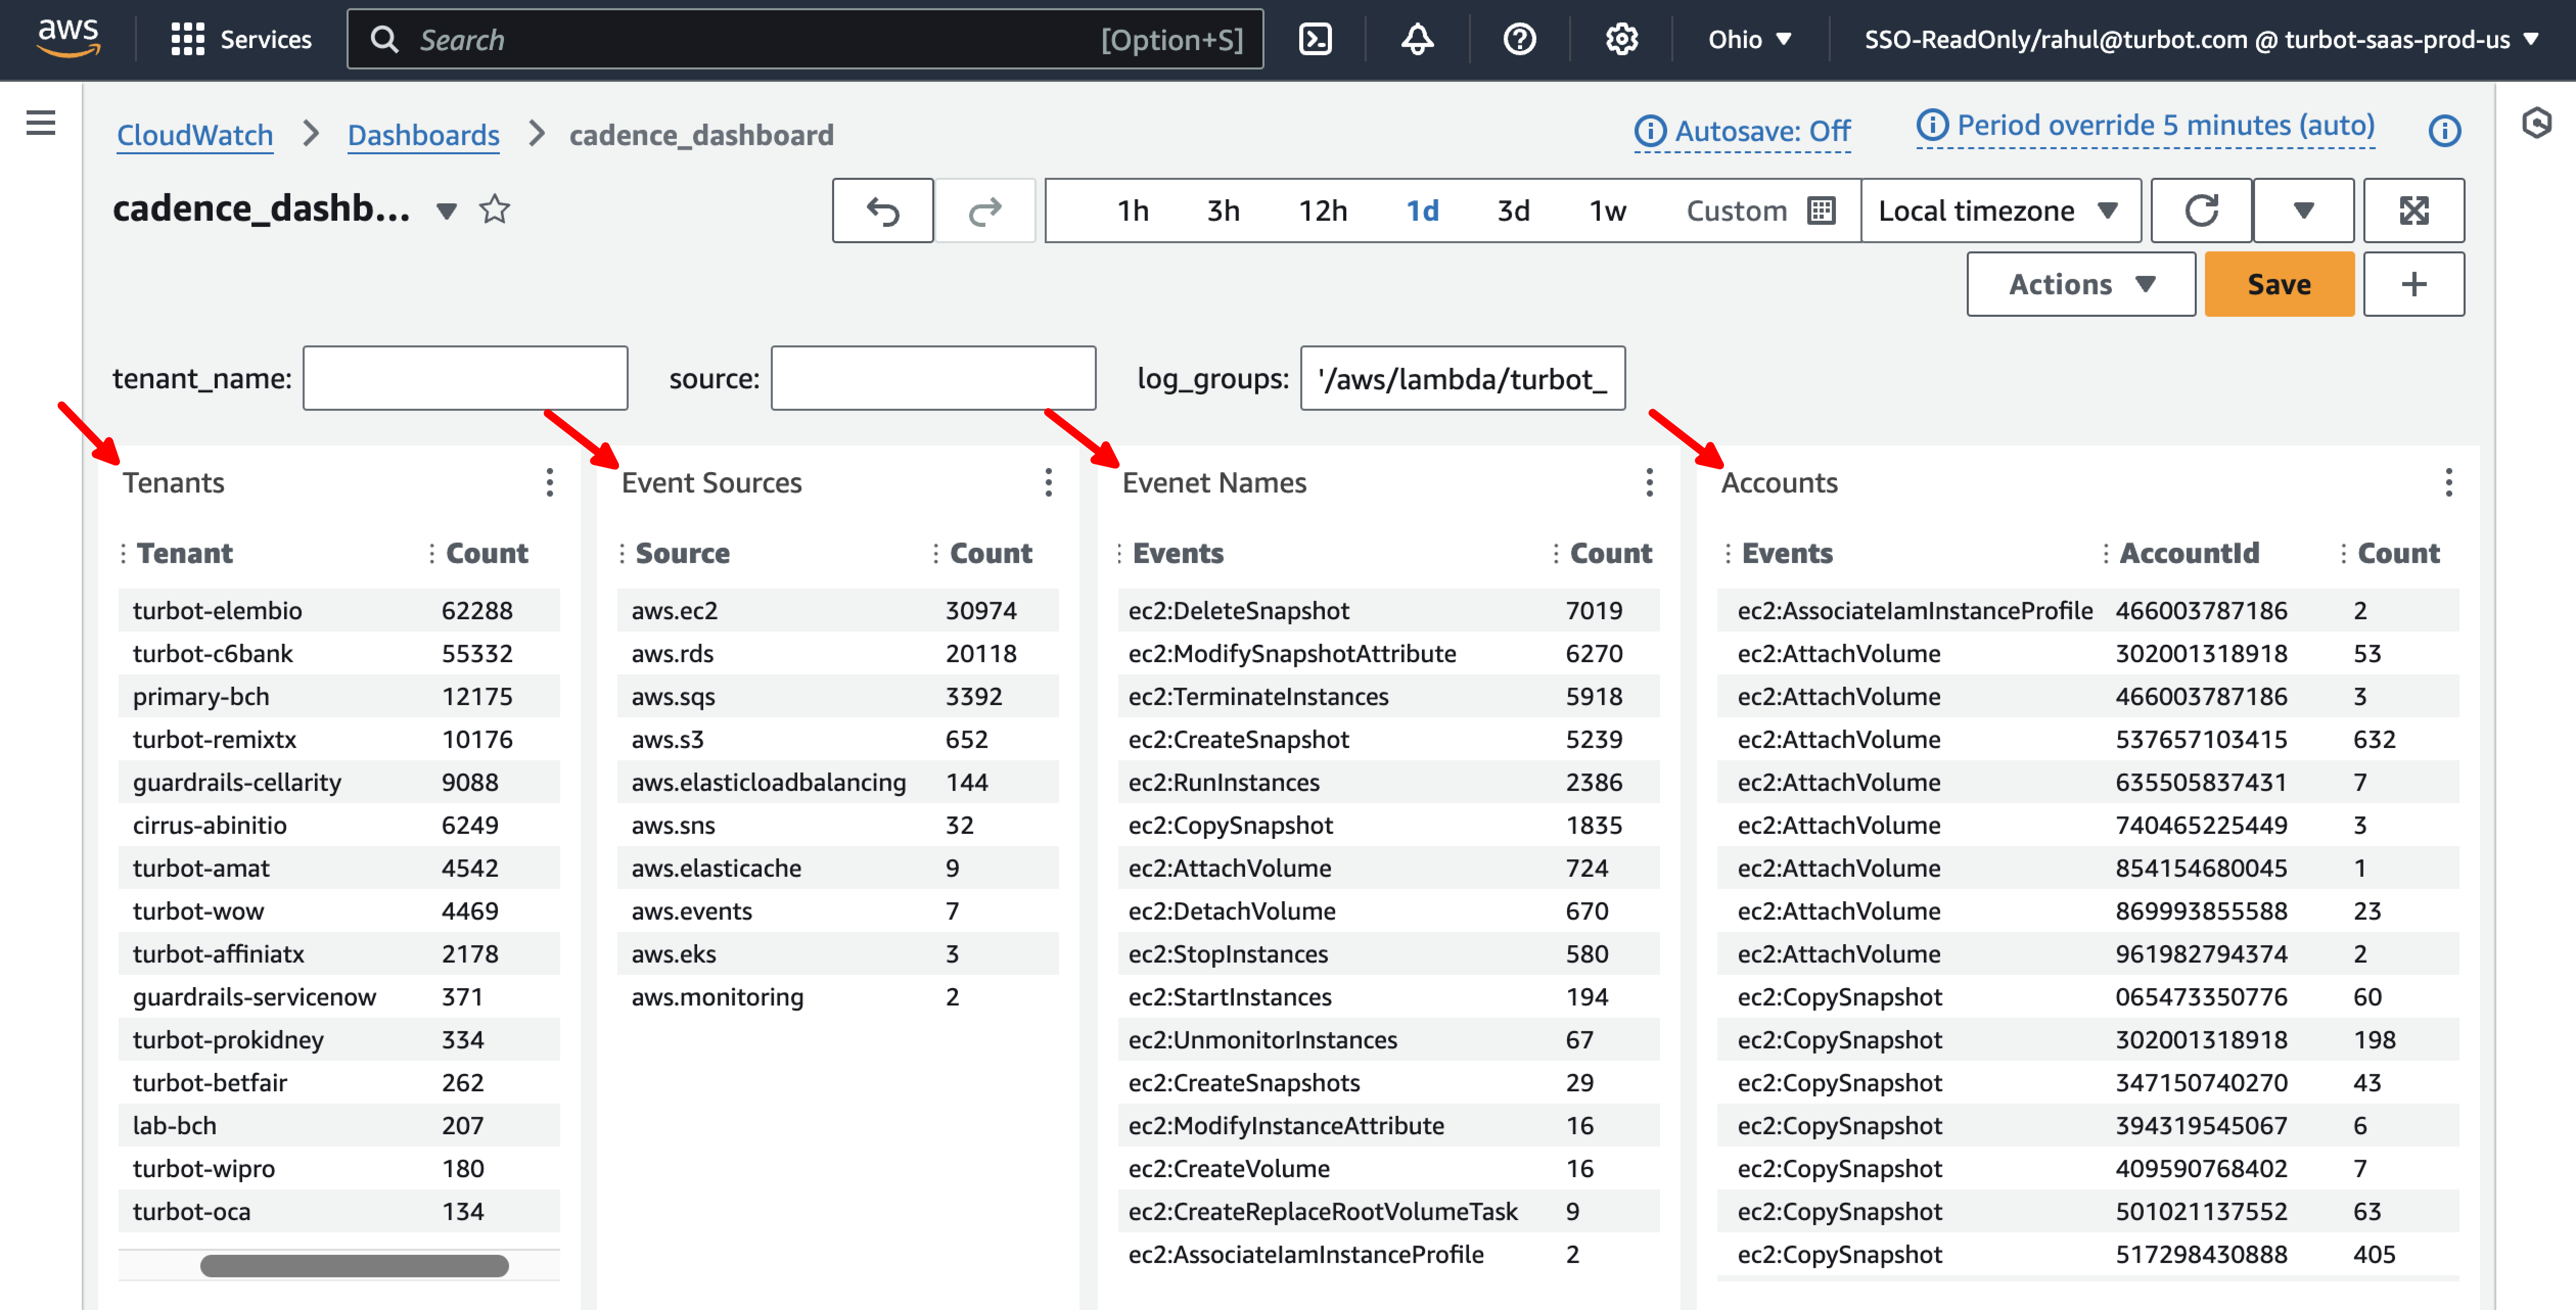 aws Services Search [Option+S] Ohio SSO-ReadOnly/rahul@turbot.com @ turbot-saas-prod-us
CloudWatch Dashboards cadence_dashboard Autosave: Off Period override 5 minutes (auto)
cadence_dashb... 1h 3h 12h 1d 3d 1w Custom Local timezone
Actions Save +
tenant_name: source: log_groups: '/aws/lambda/turbot_
Tenants
Tenant Count
turbot-elembio 62288
turbot-c6bank 55332
primary-bch 12175
turbot-remixtx 10176
guardrails-cellarity 9088
cirrus-abinitio 6249
turbot-amat 4542
turbot-wow 4469
turbot-affiniatx 2178
guardrails-servicenow 371
turbot-prokidney 334
turbot-betfair 262
lab-bch 207
turbot-wipro 180
turbot-oca 134
Event Sources
Source Count
aws.ec2 30974
aws.rds 20118
aws.sqs 3392
aws.s3 652
aws.elasticloadbalancing 144
aws.sns 32
aws.elasticache 9
aws.events 7
aws.eks 3
aws.monitoring 2
Evenet Names
Events Count
ec2:DeleteSnapshot 7019
ec2:ModifySnapshotAttribute 6270
ec2:TerminateInstances 5918
ec2:CreateSnapshot 5239
ec2:RunInstances 2386
ec2:CopySnapshot 1835
ec2:AttachVolume 724
ec2:DetachVolume 670
ec2:StopInstances 580
ec2:StartInstances 194
ec2:UnmonitorInstances 67
ec2:CreateSnapshots 29
ec2:ModifyInstanceAttribute 16
ec2:CreateVolume 16
ec2:CreateReplaceRootVolumeTask 9
ec2:AssociateIamInstanceProfile 2
Accounts
Events AccountId Count
ec2:AssociateIamInstanceProfile 466003787186 2
ec2:AttachVolume 302001318918 53
ec2:AttachVolume 466003787186 3
ec2:AttachVolume 537657103415 632
ec2:AttachVolume 635505837431 7
ec2:AttachVolume 740465225449 3
ec2:AttachVolume 854154680045 1
ec2:AttachVolume 869993855588 23
ec2:AttachVolume 961982794374 2
ec2:CopySnapshot 065473350776 60
ec2:CopySnapshot 302001318918 198
ec2:CopySnapshot 347150740270 43
ec2:CopySnapshot 394319545067 6
ec2:CopySnapshot 409590768402 7
ec2:CopySnapshot 501021137552 63
ec2:CopySnapshot 517298430888 405